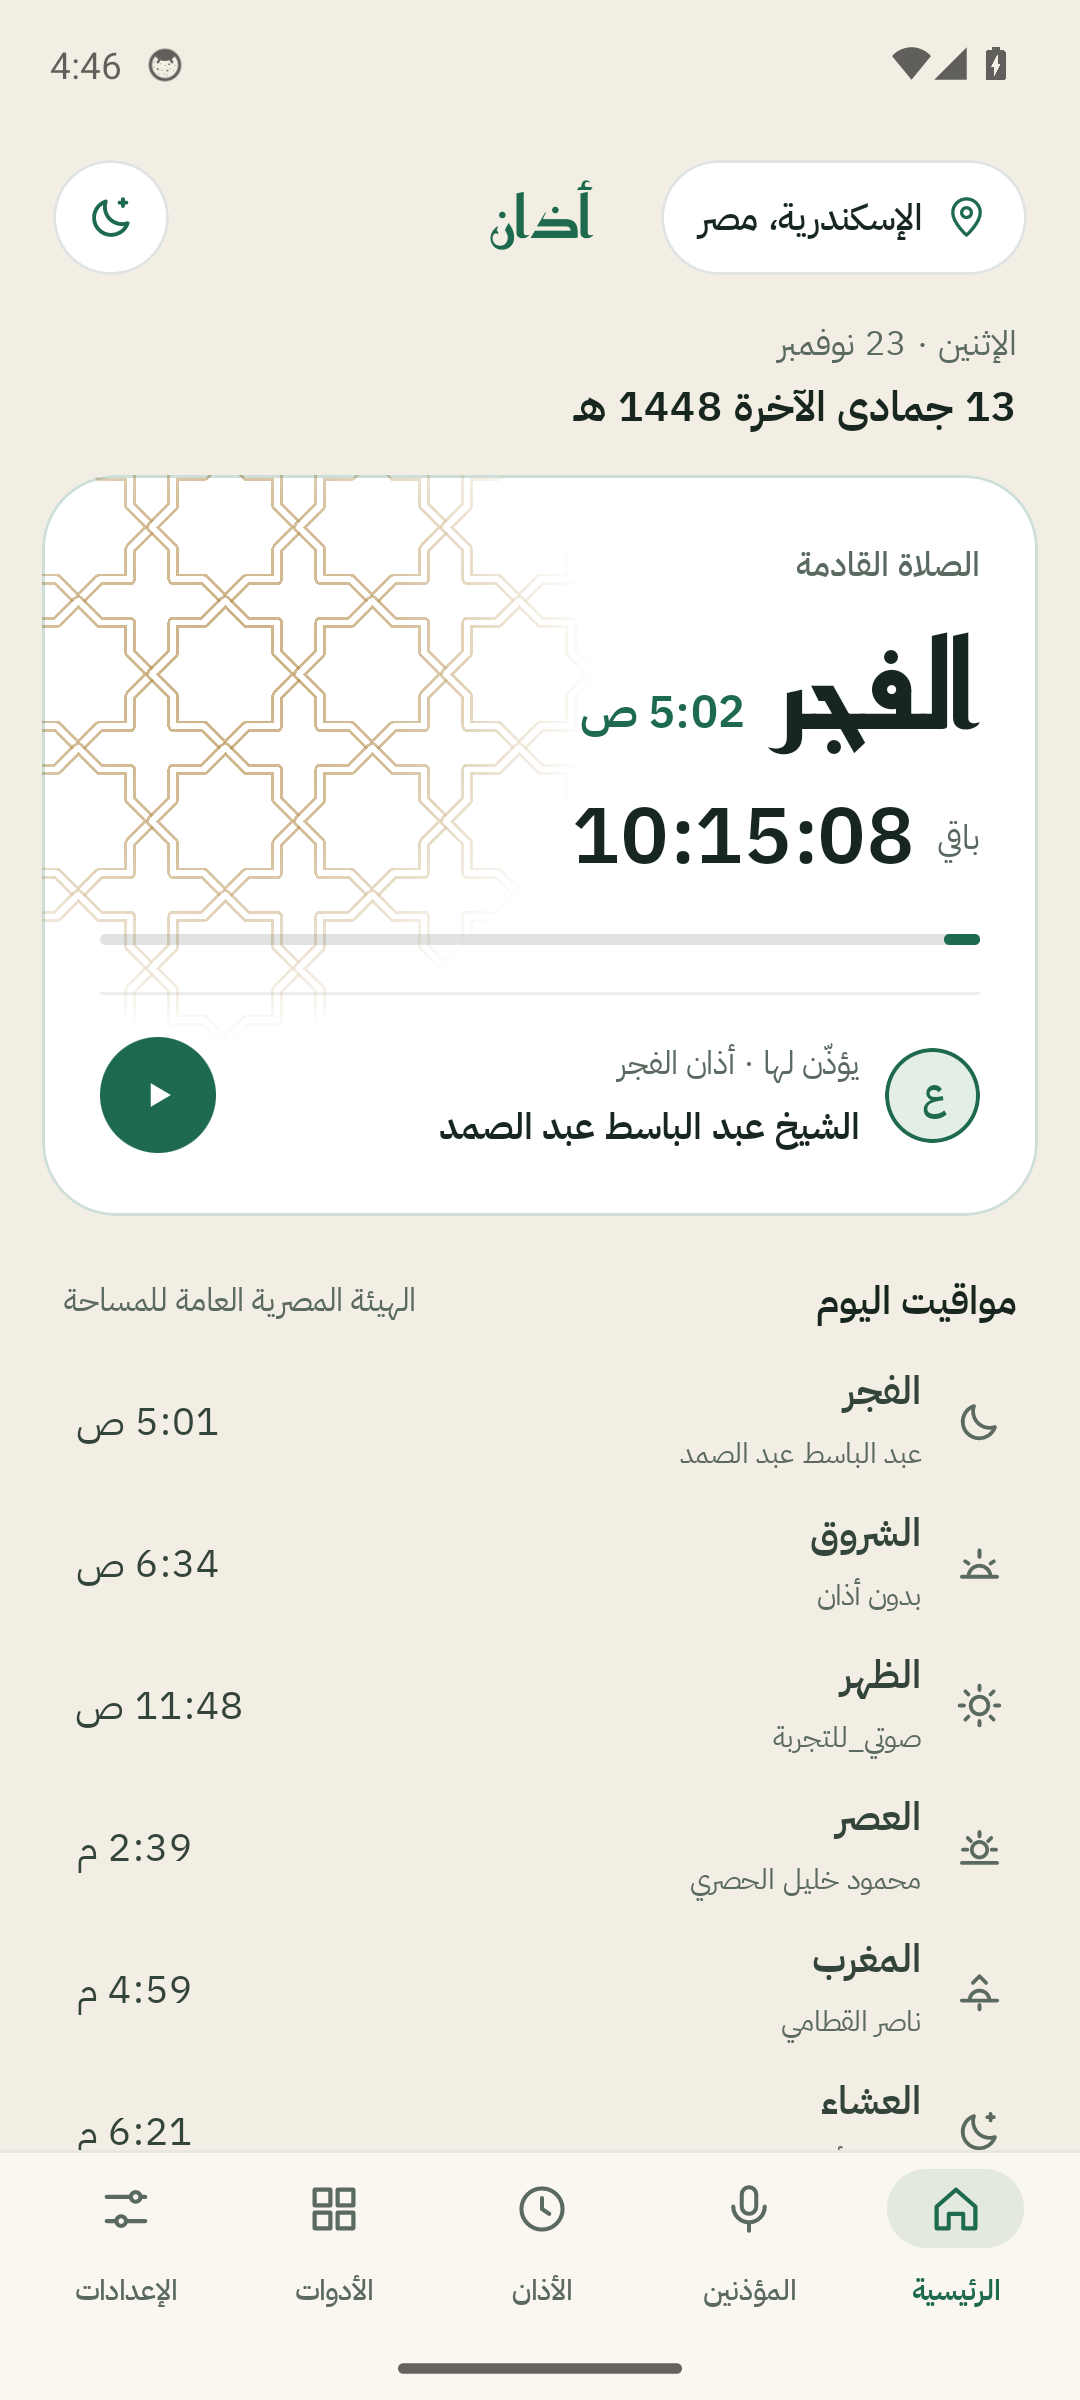 4:46
الإسكندرية، مصر
أذان
الإثنين · 23 نوفمبر
13 جمادى الآخرة 1448 هـ
الصلاة القادمة
الفجر 5:02 ص
باقي 10:15:08
يؤذّن لها · أذان الفجر
ع
الشيخ عبد الباسط عبد الصمد
مواقيت اليوم
الهيئة المصرية العامة للمساحة
الفجر
عبد الباسط عبد الصمد
5:01 ص
الشروق
بدون أذان
6:34 ص
الظهر
صوتي_للتجربة
11:48 ص
العصر
محمود خليل الحصري
2:39 م
المغرب
ناصر القطامي
4:59 م
العشاء
6:21 م
الرئيسية
المؤذنين
الأذان
الأدوات
الإعدادات